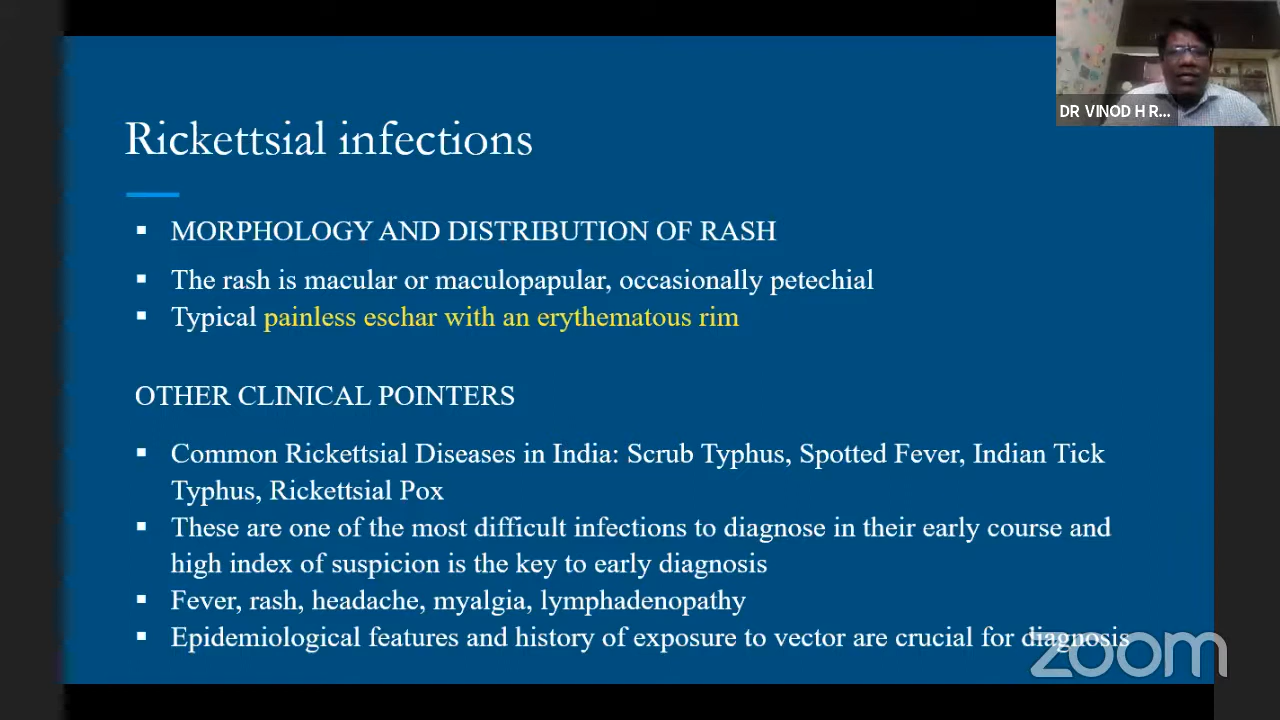 DR VINOD H R...
Rickettsial infections
▪ MORPHOLOGY AND DISTRIBUTION OF RASH
▪ The rash is macular or maculopapular, occasionally petechial
▪ Typical painless eschar with an erythematous rim
OTHER CLINICAL POINTERS
▪ Common Rickettsial Diseases in India: Scrub Typhus, Spotted Fever, Indian Tick
Typhus, Rickettsial Pox
▪ These are one of the most difficult infections to diagnose in their early course and
high index of suspicion is the key to early diagnosis
▪ Fever, rash, headache, myalgia, lymphadenopathy
▪ Epidemiological features and history of exposure to vector are crucial for diagnosis
zoom